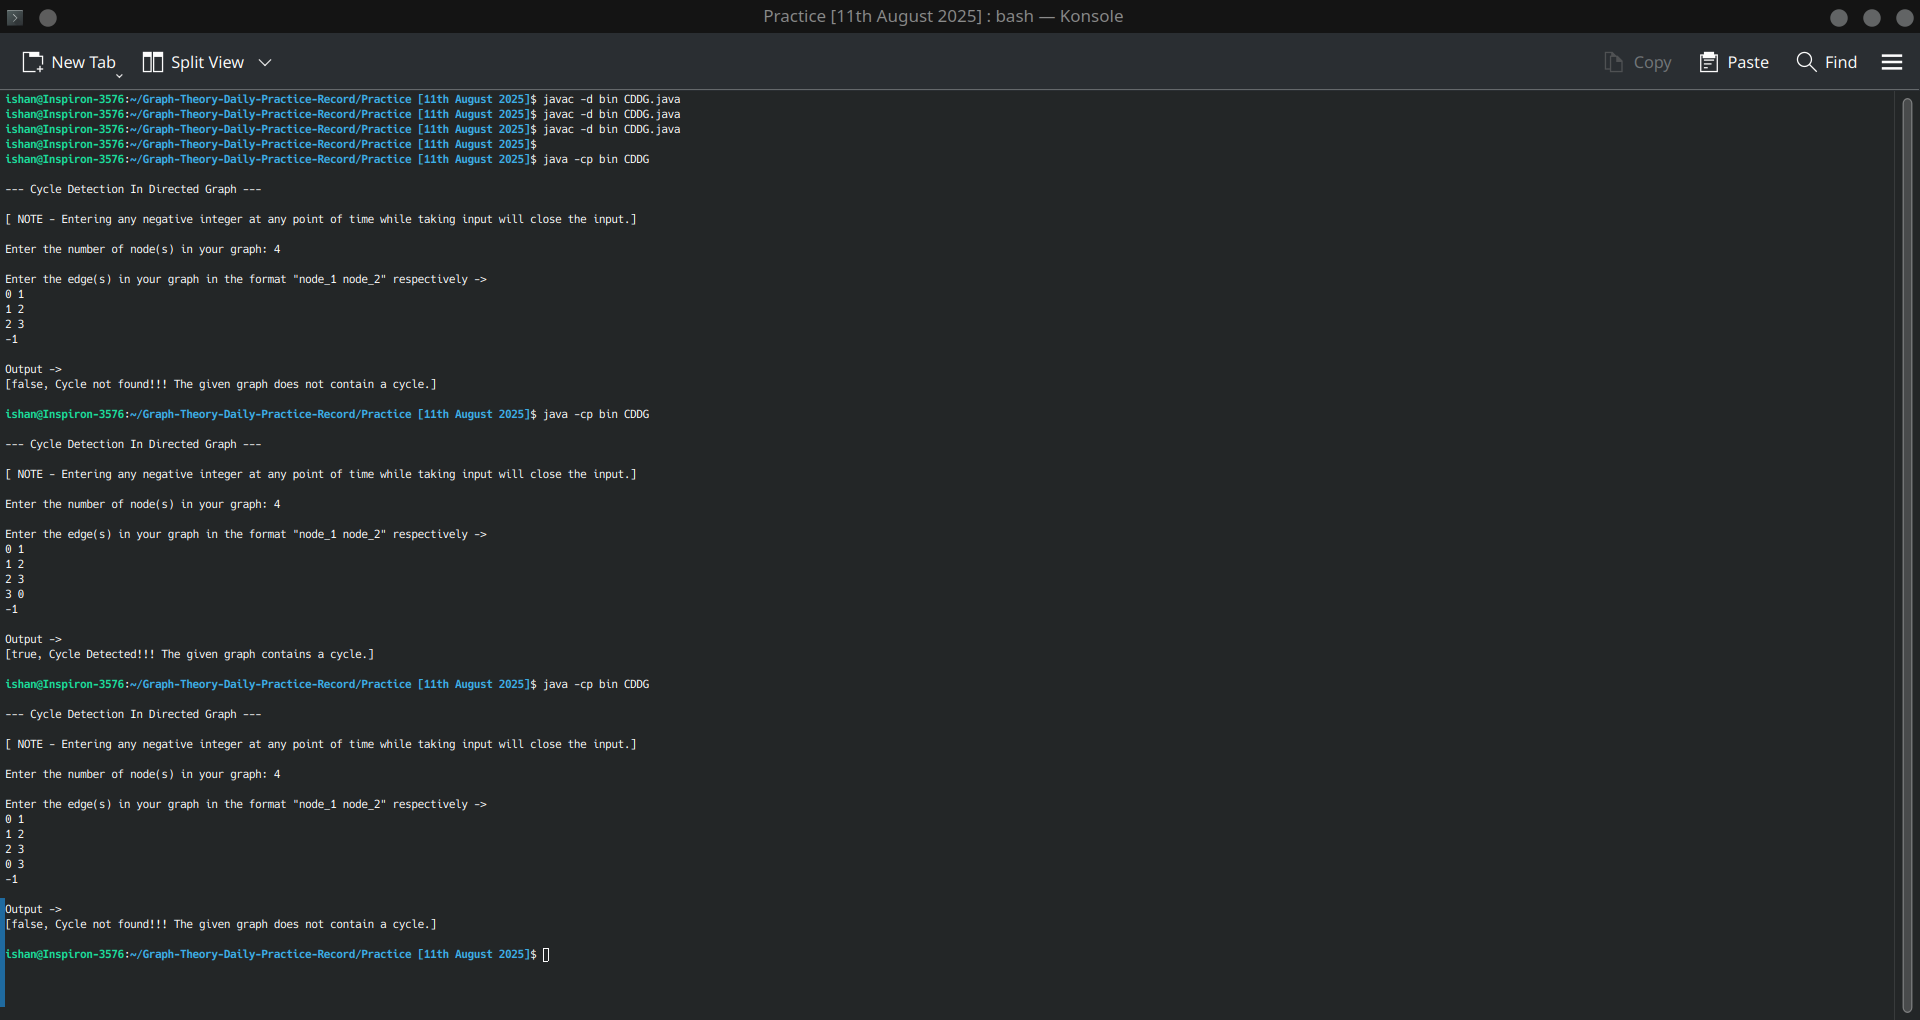 Practice [11th August 2025] : bash — Konsole
New Tab
Split View
Copy
Paste
Find
ishan@Inspiron-3576:~/Graph-Theory-Daily-Practice-Record/Practice [11th August 2025]$ javac -d bin CDDG.java
ishan@Inspiron-3576:~/Graph-Theory-Daily-Practice-Record/Practice [11th August 2025]$ javac -d bin CDDG.java
ishan@Inspiron-3576:~/Graph-Theory-Daily-Practice-Record/Practice [11th August 2025]$ javac -d bin CDDG.java
ishan@Inspiron-3576:~/Graph-Theory-Daily-Practice-Record/Practice [11th August 2025]$
ishan@Inspiron-3576:~/Graph-Theory-Daily-Practice-Record/Practice [11th August 2025]$ java -cp bin CDDG
--- Cycle Detection In Directed Graph ---
[ NOTE - Entering any negative integer at any point of time while taking input will close the input.]
Enter the number of node(s) in your graph: 4
Enter the edge(s) in your graph in the format "node_1 node_2" respectively ->
0 1
1 2
2 3
-1
Output ->
[false, Cycle not found!!! The given graph does not contain a cycle.]
ishan@Inspiron-3576:~/Graph-Theory-Daily-Practice-Record/Practice [11th August 2025]$ java -cp bin CDDG
--- Cycle Detection In Directed Graph ---
[ NOTE - Entering any negative integer at any point of time while taking input will close the input.]
Enter the number of node(s) in your graph: 4
Enter the edge(s) in your graph in the format "node_1 node_2" respectively ->
0 1
1 2
2 3
3 0
-1
Output ->
[true, Cycle Detected!!! The given graph contains a cycle.]
ishan@Inspiron-3576:~/Graph-Theory-Daily-Practice-Record/Practice [11th August 2025]$ java -cp bin CDDG
--- Cycle Detection In Directed Graph ---
[ NOTE - Entering any negative integer at any point of time while taking input will close the input.]
Enter the number of node(s) in your graph: 4
Enter the edge(s) in your graph in the format "node_1 node_2" respectively ->
0 1
1 2
2 3
0 3
-1
Output ->
[false, Cycle not found!!! The given graph does not contain a cycle.]
ishan@Inspiron-3576:~/Graph-Theory-Daily-Practice-Record/Practice [11th August 2025]$